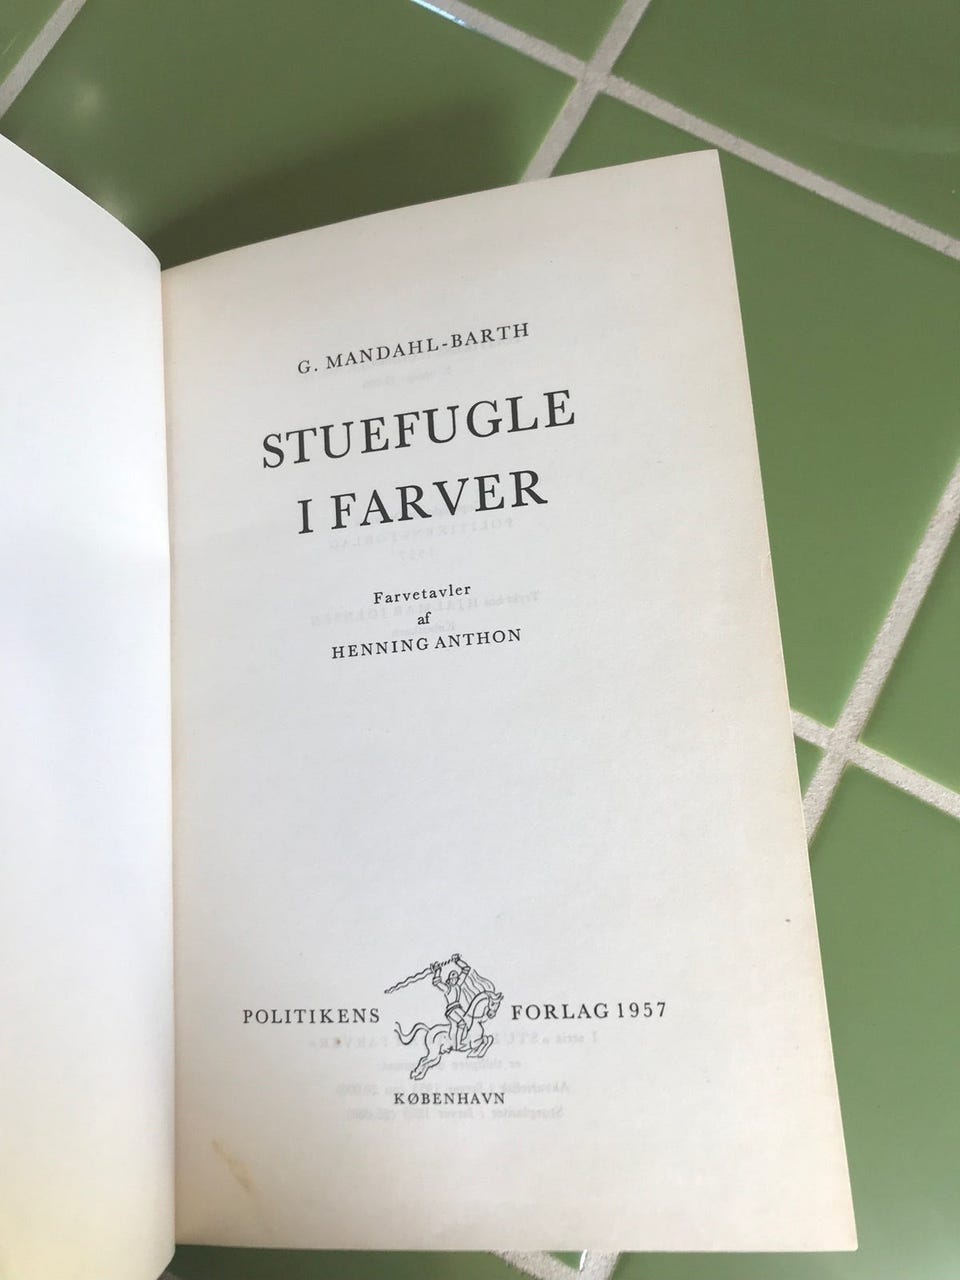 G. MANDAHL-BARTH
STUEFUGLE
I FARVER
Farvetavler
af
HENNING ANTHON
POLITIKENS FORLAG 1957
KØBENHAVN